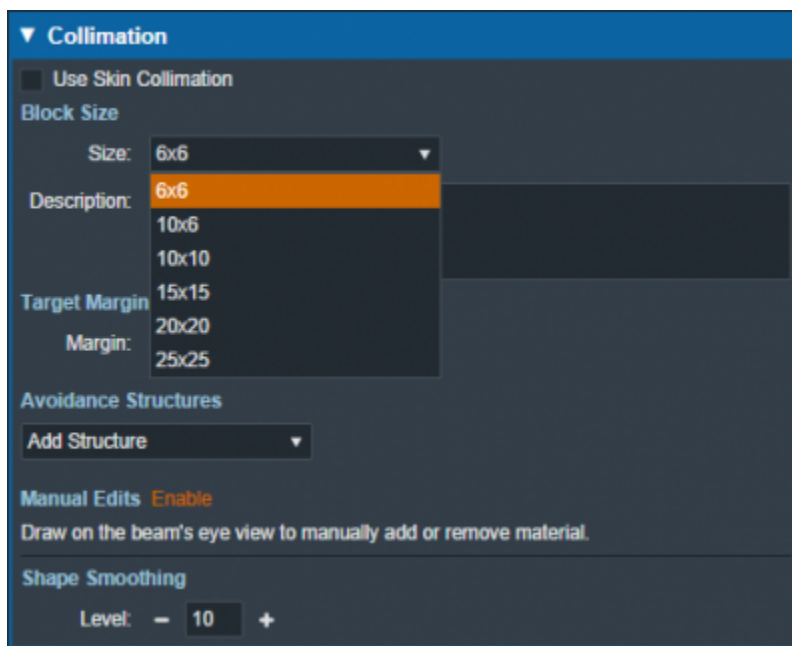 ▼ Collimation
Use Skin Collimation
Block Size
Size: 6x6 ▼
Description: 6x6
10x6
10x10
15x15
Target Margin
20x20
Margin:
25x25
Avoidance Structures
Add Structure ▼
Manual Edits Enable
Draw on the beam's eye view to manually add or remove material.
Shape Smoothing
Level: − 10 +